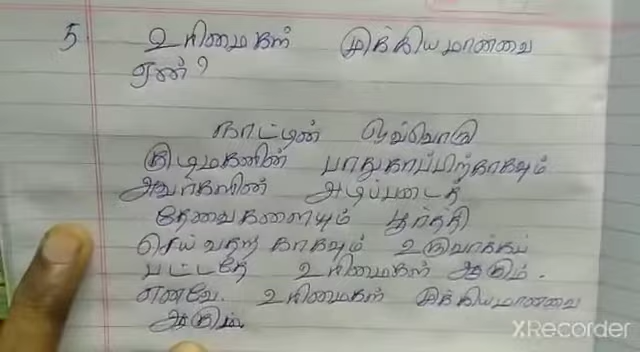 5. உரிமைகள் முக்கியமானவை
ஏன்?
நாட்டின் ஒவ்வொரு
குடிமகனின் பாதுகாப்பிற்காகவும்
அவர்களின் அடிப்படைத்
தேவைகளையும் பூர்த்தி
செய்வதற்காகவும் உருவாக்கப்
பட்டதே உரிமைகள் ஆகும்.
எனவே. உரிமைகள் முக்கியமானவை
ஆகும்.
XRecorder